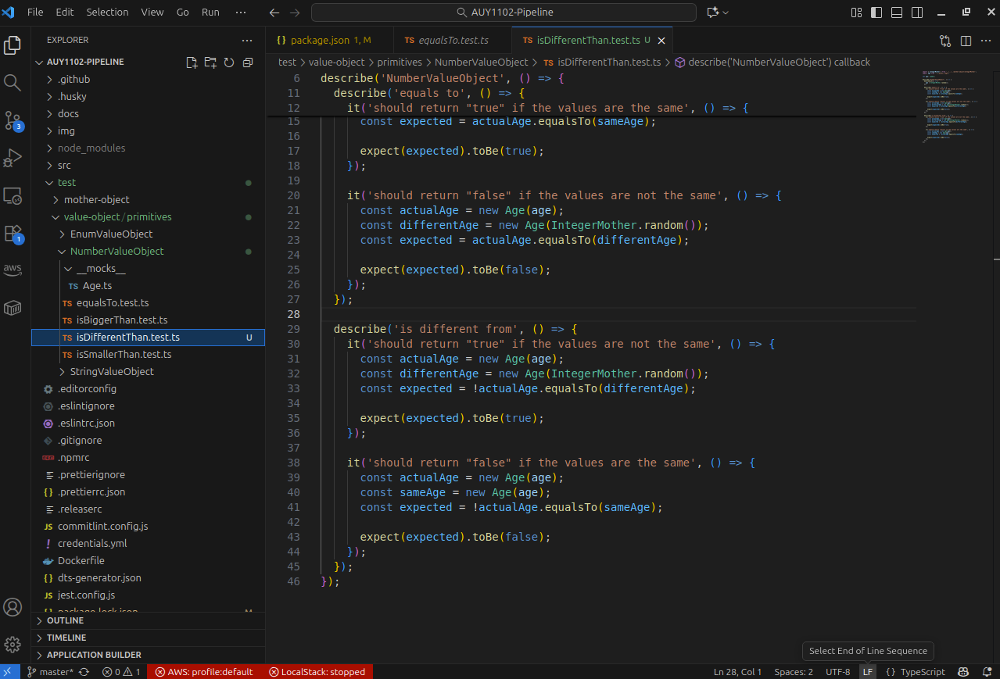 File Edit Selection View Go Run ··· AUY1102-Pipeline
EXPLORER ···
AUY1102-PIPELINE
.github
.husky
docs
img
node_modules
src
test
mother-object
value-object/primitives
EnumValueObject
NumberValueObject
__mocks__
TS Age.ts
TS equalsTo.test.ts
TS isBiggerThan.test.ts
TS isDifferentThan.test.ts U
TS isSmallerThan.test.ts
StringValueObject
.editorconfig
.eslintignore
.eslintrc.json
.gitignore
.npmrc
.prettierignore
{} .prettierrc.json
.releaserc
JS commitlint.config.js
! credentials.yml
Dockerfile
{} dts-generator.json
JS jest.config.js
{} package-lock.json M
OUTLINE
TIMELINE
APPLICATION BUILDER
3
1
aws
{} package.json 1, M TS equalsTo.test.ts TS isDifferentThan.test.ts U
test > value-object > primitives > NumberValueObject > TS isDifferentThan.test.ts > describe('NumberValueObject') callback
6 describe('NumberValueObject', () => {
11 describe('equals to', () => {
12 it('should return "true" if the values are the same', () => {
15 const expected = actualAge.equalsTo(sameAge);
16
17 expect(expected).toBe(true);
18 });
19
20 it('should return "false" if the values are not the same', () => {
21 const actualAge = new Age(age);
22 const differentAge = new Age(IntegerMother.random());
23 const expected = actualAge.equalsTo(differentAge);
24
25 expect(expected).toBe(false);
26 });
27 });
28
29 describe('is different from', () => {
30 it('should return "true" if the values are not the same', () => {
31 const actualAge = new Age(age);
32 const differentAge = new Age(IntegerMother.random());
33 const expected = !actualAge.equalsTo(differentAge);
34
35 expect(expected).toBe(true);
36 });
37
38 it('should return "false" if the values are the same', () => {
39 const actualAge = new Age(age);
40 const sameAge = new Age(age);
41 const expected = !actualAge.equalsTo(sameAge);
42
43 expect(expected).toBe(false);
44 });
45 });
46 });
Select End of Line Sequence
master* 0 1 AWS: profile:default LocalStack: stopped Ln 28, Col 1 Spaces: 2 UTF-8 LF {} TypeScript